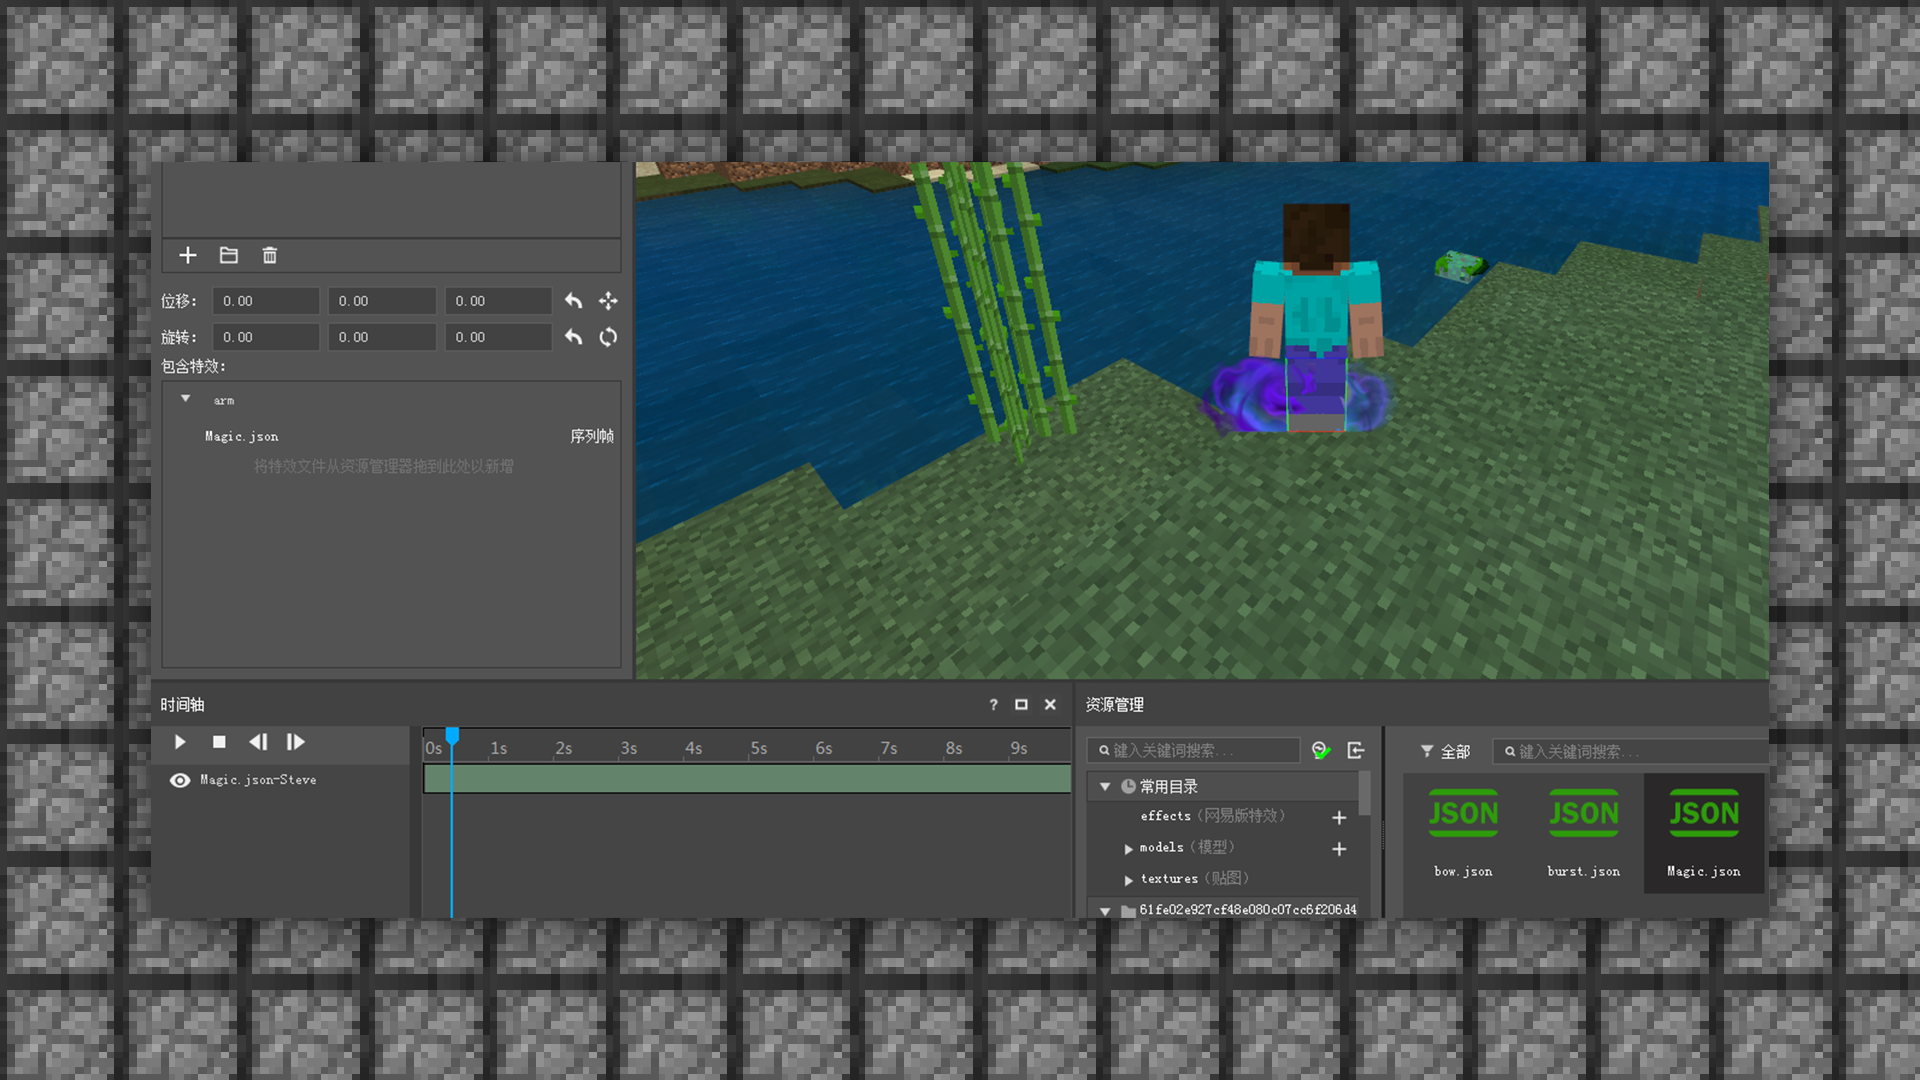 位移: 0.00 0.00 0.00
旋转: 0.00 0.00 0.00
包含特效:
arm
Magic.json 序列帧
将特效文件从资源管理器拖到此处以新增
时间轴 ?
0s 1s 2s 3s 4s 5s 6s 7s 8s 9s
Magic.json-Steve
资源管理
键入关键词搜索...
常用目录
effects（网易版特效） +
models（模型） +
textures（贴图）
61fe02e927cf48e080c07cc6f206d4
全部 键入关键词搜索...
JSON JSON JSON
bow.json burst.json Magic.json